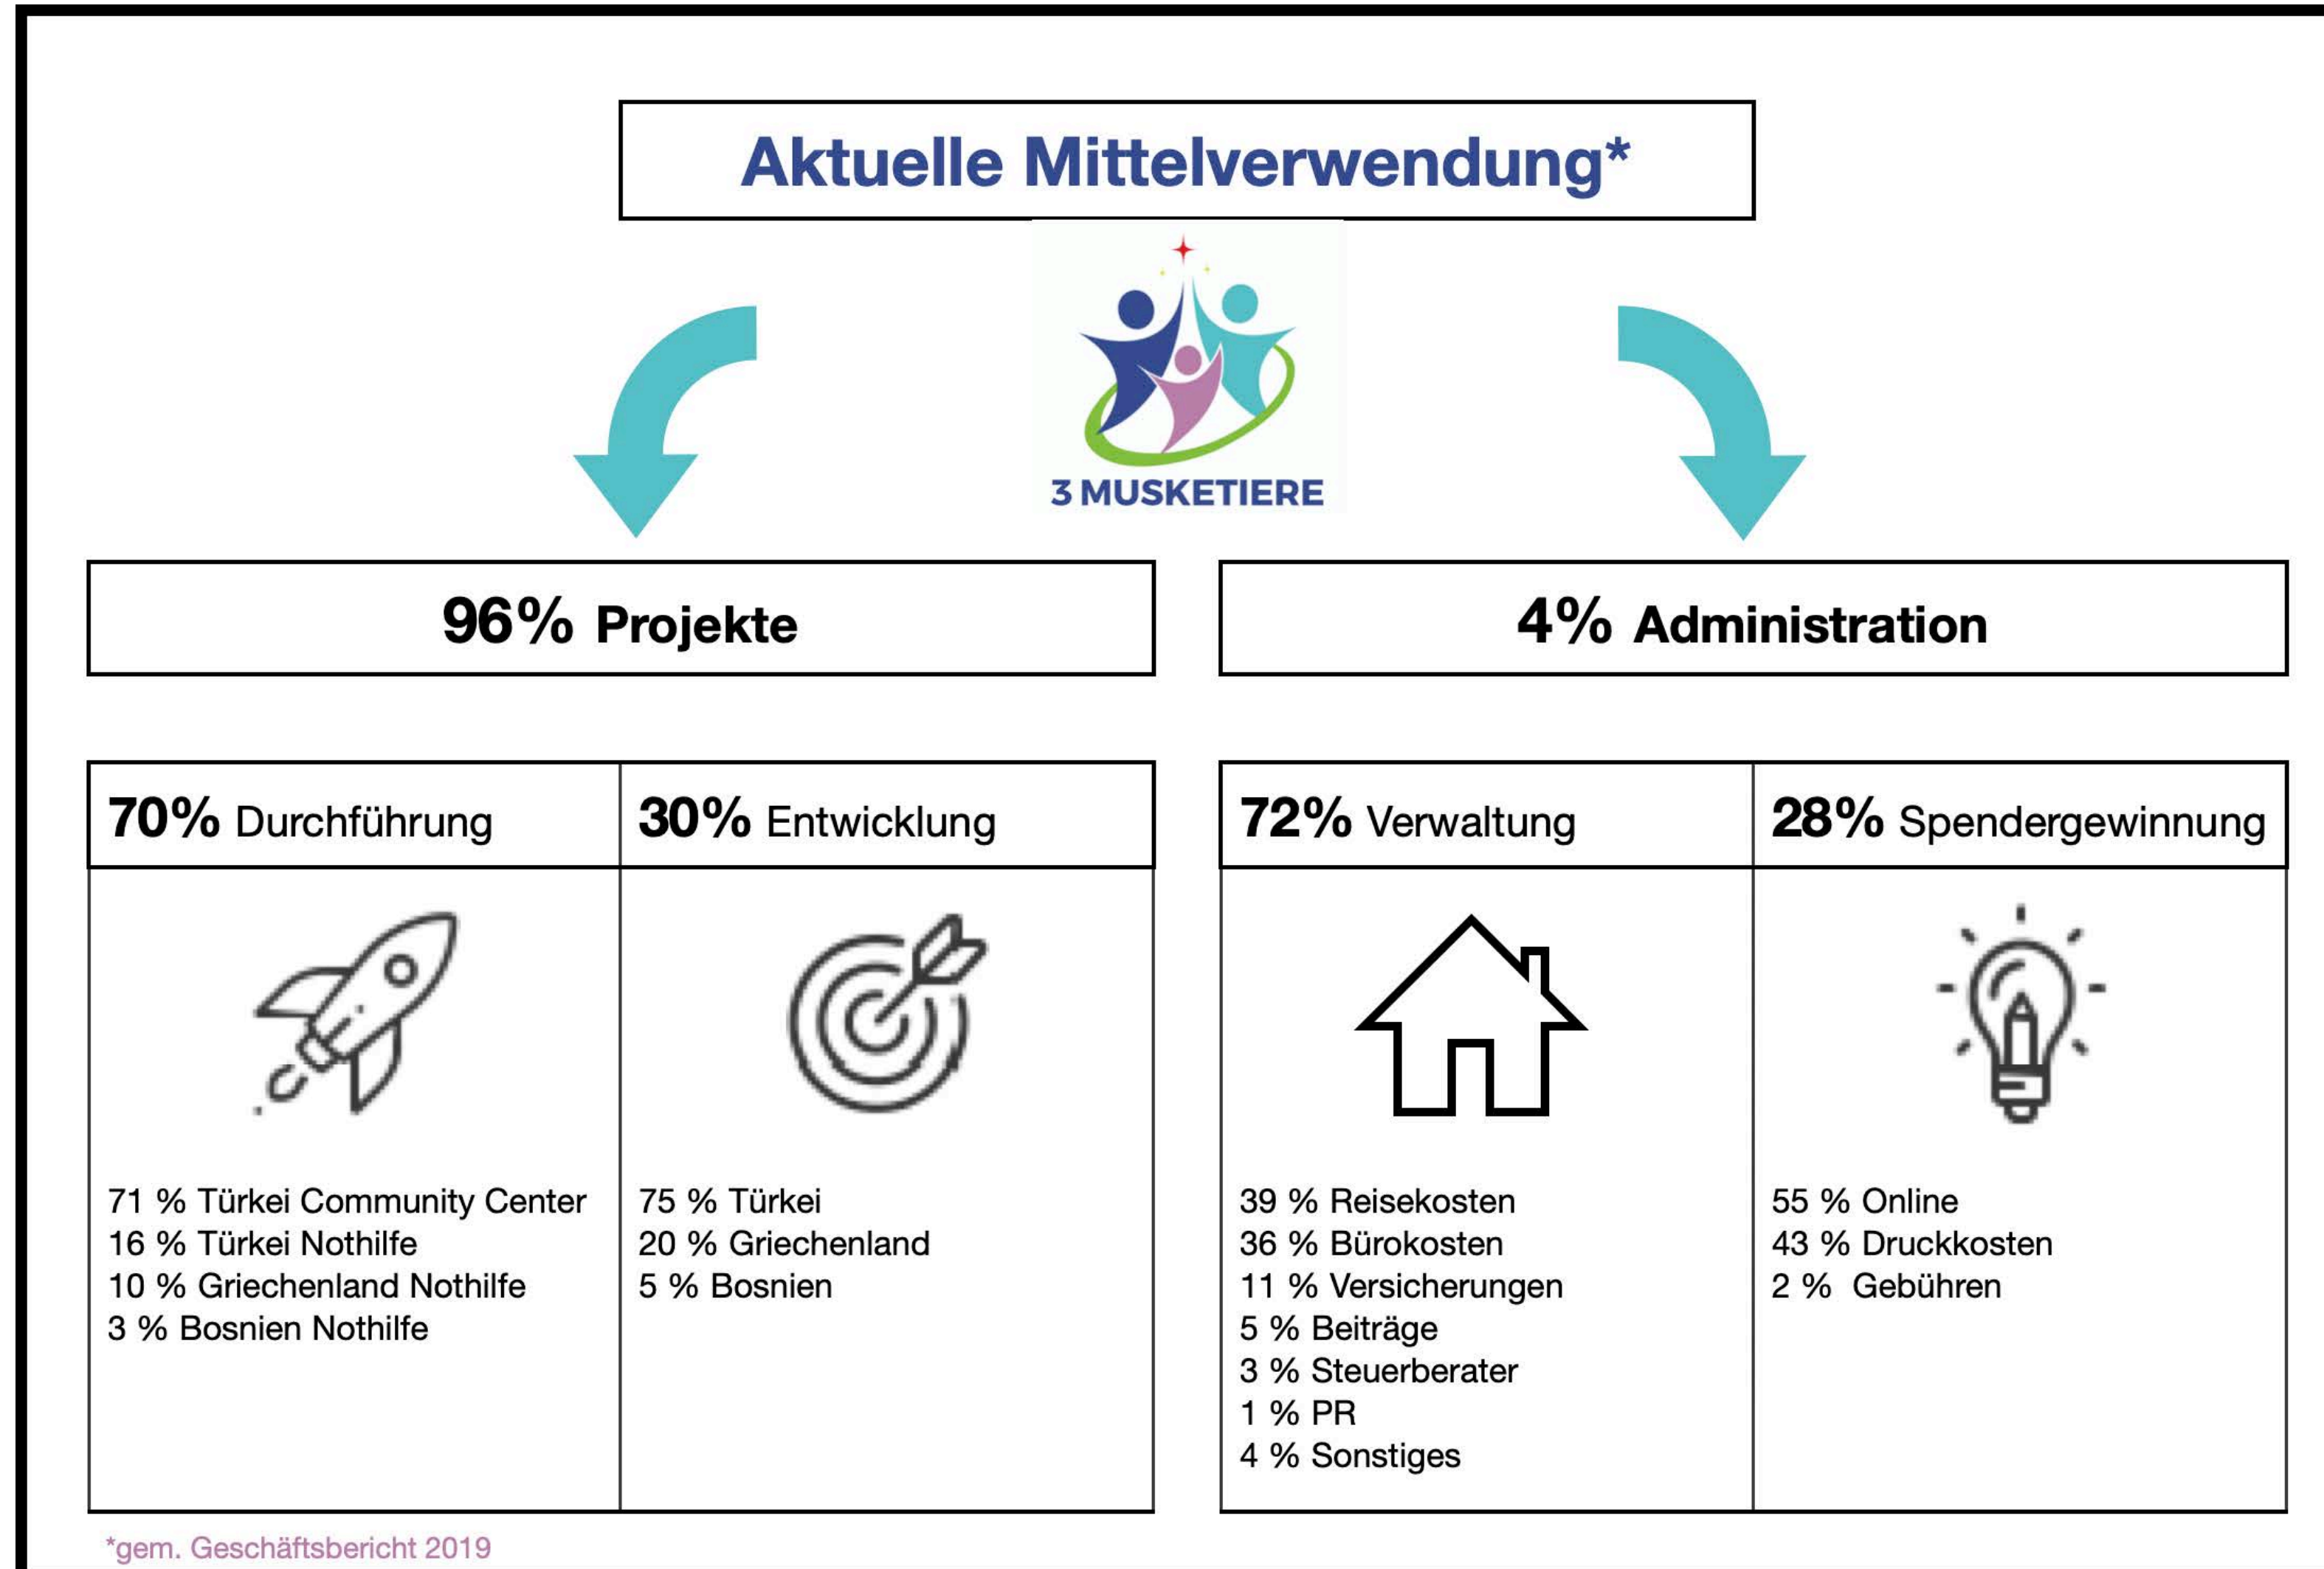 Aktuelle Mittelverwendung*
3 MUSKETIERE
96% Projekte
4% Administration
70% Durchführung
30% Entwicklung
72% Verwaltung
28% Spendergewinnung
71 % Türkei Community Center
16 % Türkei Nothilfe
10 % Griechenland Nothilfe
3 % Bosnien Nothilfe
75 % Türkei
20 % Griechenland
5 % Bosnien
39 % Reisekosten
36 % Bürokosten
11 % Versicherungen
5 % Beiträge
3 % Steuerberater
1 % PR
4 % Sonstiges
55 % Online
43 % Druckkosten
2 % Gebühren
*gem. Geschäftsbericht 2019